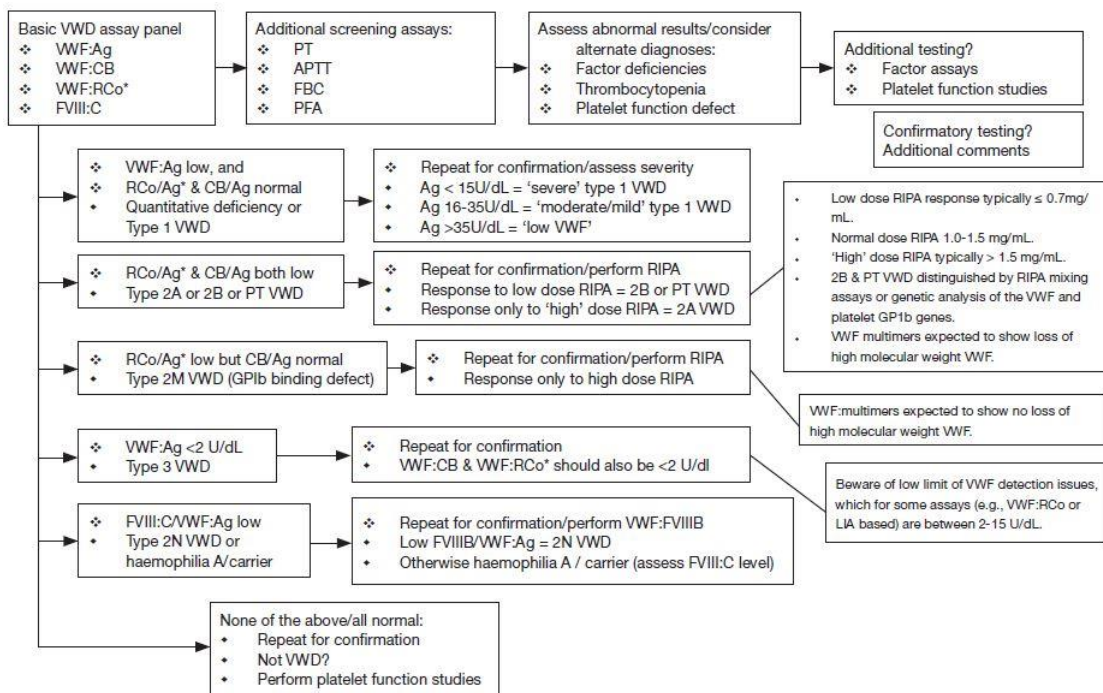 Basic VWD assay panel
❖ VWF:Ag
❖ VWF:CB
❖ VWF:RCo*
❖ FVIII:C
Additional screening assays:
❖ PT
❖ APTT
❖ FBC
❖ PFA
Assess abnormal results/consider
alternate diagnoses:
❖ Factor deficiencies
❖ Thrombocytopenia
❖ Platelet function defect
Additional testing?
❖ Factor assays
❖ Platelet function studies
Confirmatory testing?
Additional comments
❖ VWF:Ag low, and
❖ RCo/Ag* & CB/Ag normal
◆ Quantitative deficiency or
Type 1 VWD
❖ Repeat for confirmation/assess severity
◆ Ag < 15U/dL = ‘severe’ type 1 VWD
◆ Ag 16-35U/dL = ‘moderate/mild’ type 1 VWD
◆ Ag >35U/dL = ‘low VWF’
❖ RCo/Ag* & CB/Ag both low
◆ Type 2A or 2B or PT VWD
❖ Repeat for confirmation/perform RIPA
◆ Response to low dose RIPA = 2B or PT VWD
◆ Response only to ‘high’ dose RIPA = 2A VWD
• Low dose RIPA response typically ≤ 0.7mg/
mL.
• Normal dose RIPA 1.0-1.5 mg/mL.
• ‘High’ dose RIPA typically > 1.5 mg/mL.
• 2B & PT VWD distinguished by RIPA mixing
assays or genetic analysis of the VWF and
platelet GP1b genes.
• VWF multimers expected to show loss of
high molecular weight VWF.
❖ RCo/Ag* low but CB/Ag normal
◆ Type 2M VWD (GPIb binding defect)
❖ Repeat for confirmation/perform RIPA
◆ Response only to high dose RIPA
VWF:multimers expected to show no loss of
high molecular weight VWF.
❖ VWF:Ag <2 U/dL
◆ Type 3 VWD
❖ Repeat for confirmation
◆ VWF:CB & VWF:RCo* should also be <2 U/dl
Beware of low limit of VWF detection issues,
which for some assays (e.g., VWF:RCo or
LIA based) are between 2-15 U/dL.
❖ FVIII:C/VWF:Ag low
◆ Type 2N VWD or
haemophilia A/carrier
❖ Repeat for confirmation/perform VWF:FVIIIB
◆ Low FVIIIB/VWF:Ag = 2N VWD
◆ Otherwise haemophilia A / carrier (assess FVIII:C level)
None of the above/all normal:
◆ Repeat for confirmation
◆ Not VWD?
◆ Perform platelet function studies